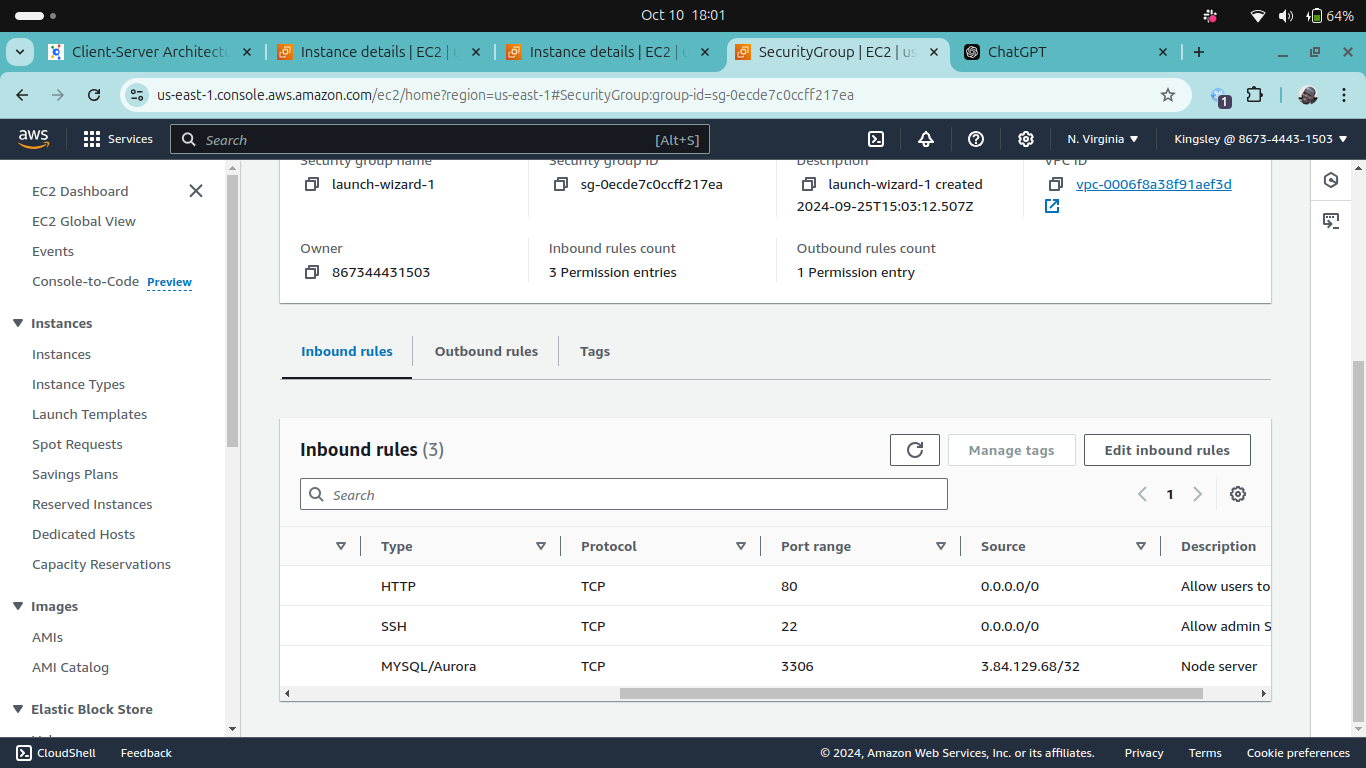 Oct 10 18:01
64%
Client-Server Architectu
Instance details | EC2 | u
Instance details | EC2 | u
SecurityGroup | EC2 | us
ChatGPT
us-east-1.console.aws.amazon.com/ec2/home?region=us-east-1#SecurityGroup:group-id=sg-0ecde7c0ccff217ea
1
aws
Services
Search
[Alt+S]
N. Virginia
Kingsley @ 8673-4443-1503
EC2 Dashboard
EC2 Global View
Events
Console-to-Code Preview
Instances
Instances
Instance Types
Launch Templates
Spot Requests
Savings Plans
Reserved Instances
Dedicated Hosts
Capacity Reservations
Images
AMIs
AMI Catalog
Elastic Block Store
Security group name
launch-wizard-1
Security group ID
sg-0ecde7c0ccff217ea
Description
launch-wizard-1 created
2024-09-25T15:03:12.507Z
VPC ID
vpc-0006f8a38f91aef3d
Owner
867344431503
Inbound rules count
3 Permission entries
Outbound rules count
1 Permission entry
Inbound rules
Outbound rules
Tags
Inbound rules (3)
Manage tags
Edit inbound rules
Search
1
Type Protocol Port range Source Description
HTTP TCP 80 0.0.0.0/0 Allow users to
SSH TCP 22 0.0.0.0/0 Allow admin S
MYSQL/Aurora TCP 3306 3.84.129.68/32 Node server
CloudShell
Feedback
© 2024, Amazon Web Services, Inc. or its affiliates.
Privacy
Terms
Cookie preferences